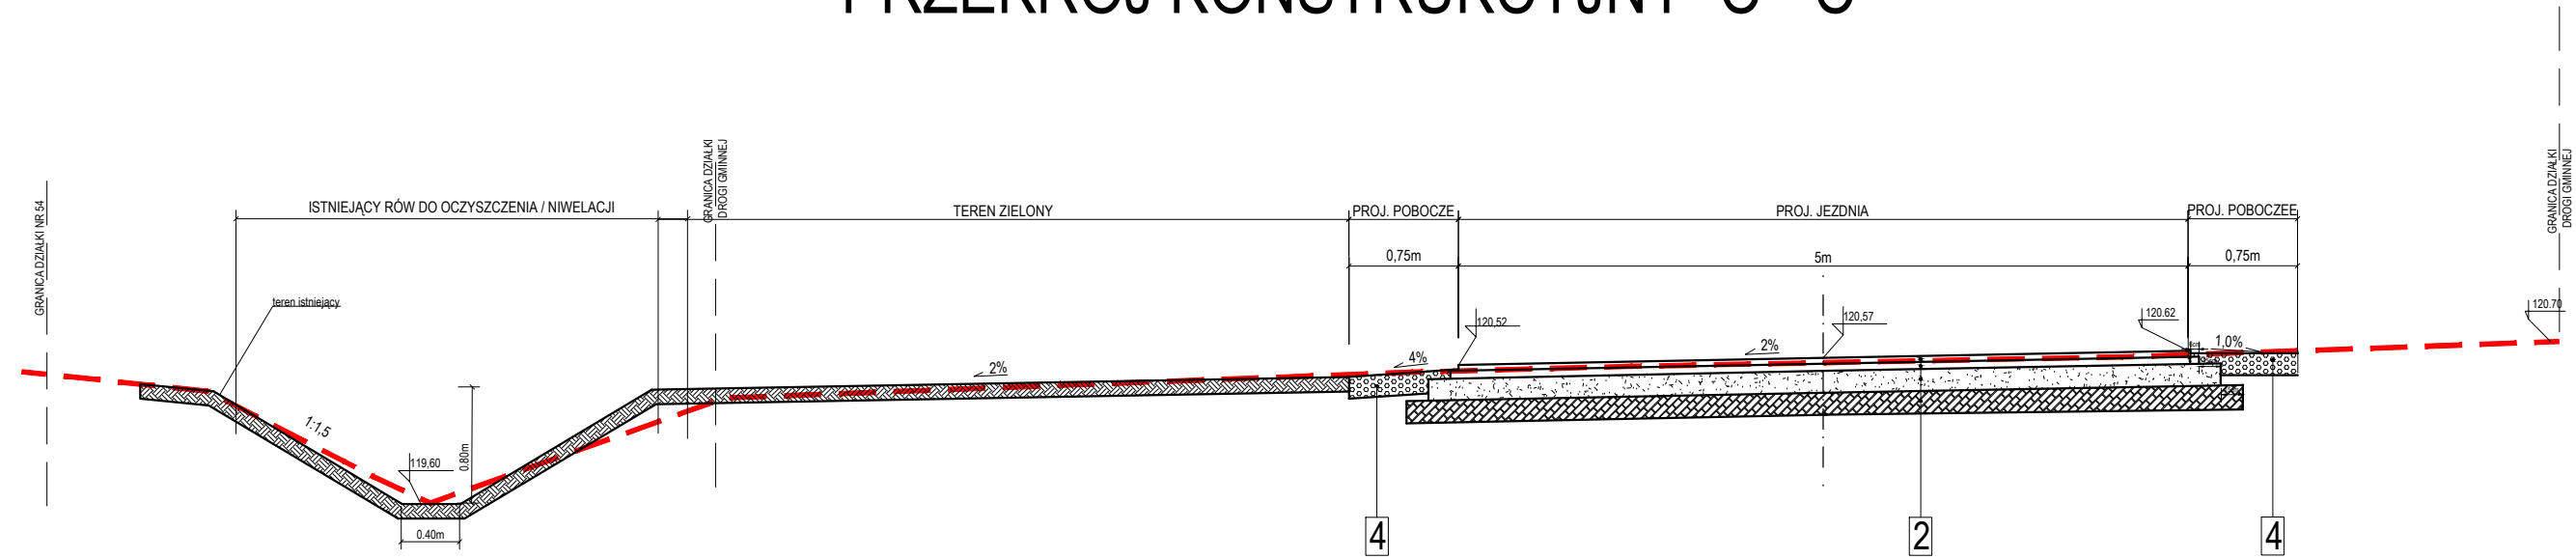 PRZEKRÓJ KONSTRUKCYJNY C - C
GRANICA DZIAŁKI NR 54
ISTNIEJĄCY RÓW DO OCZYSZCZENIA / NIWELACJI
GRANICA DZIAŁKI
DROGI GMINNEJ
TEREN ZIELONY
PROJ. POBOCZE
PROJ. JEZDNIA
PROJ. POBOCZEE
GRANICA DZIAŁKI
DROGI GMINNEJ
0,75m
5m
0,75m
teren istniejący
120,52
120,57
120.62
120.70
2%
4%
2%
1,0%
1:1,5
119,60
0.80m
0.40m
4
2
4